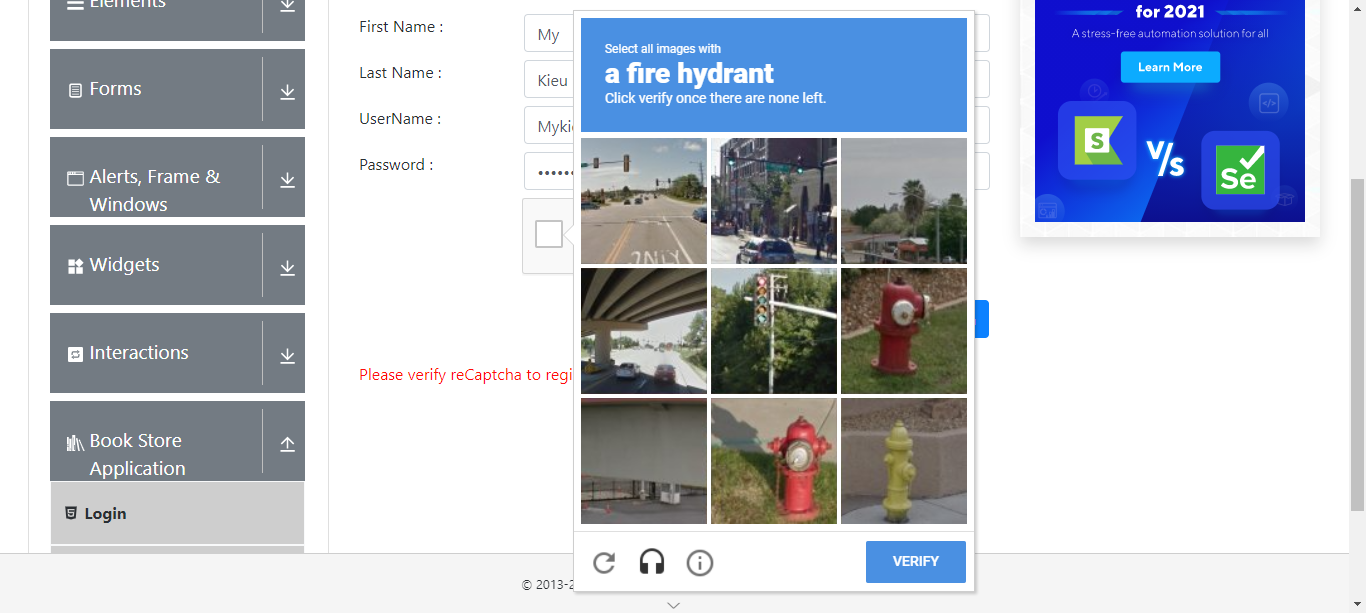 Elements
Forms
Alerts, Frame &
Windows
Widgets
Interactions
Book Store
Application
Login
First Name :
My
Last Name :
Kieu
UserName :
Myki
Password :
••••••
Please verify reCaptcha to regi
Select all images with
a fire hydrant
Click verify once there are none left.
ONLY
VERIFY
© 2013-2
for 2021
A stress-free automation solution for all
Learn More
S
V/s
Se